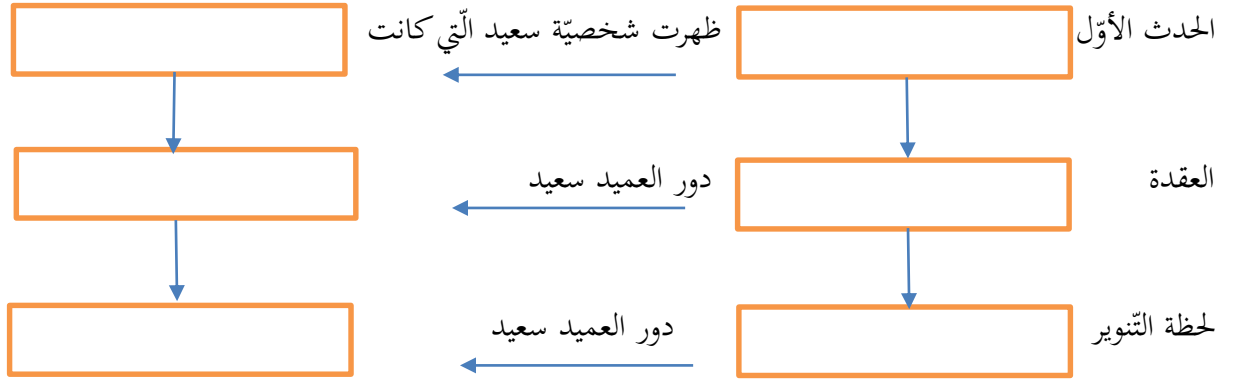 الحدث الأوّل
ظهرت شخصيّة سعيد الّتي كانت
العقدة
دور العميد سعيد
لحظة التّنوير
دور العميد سعيد